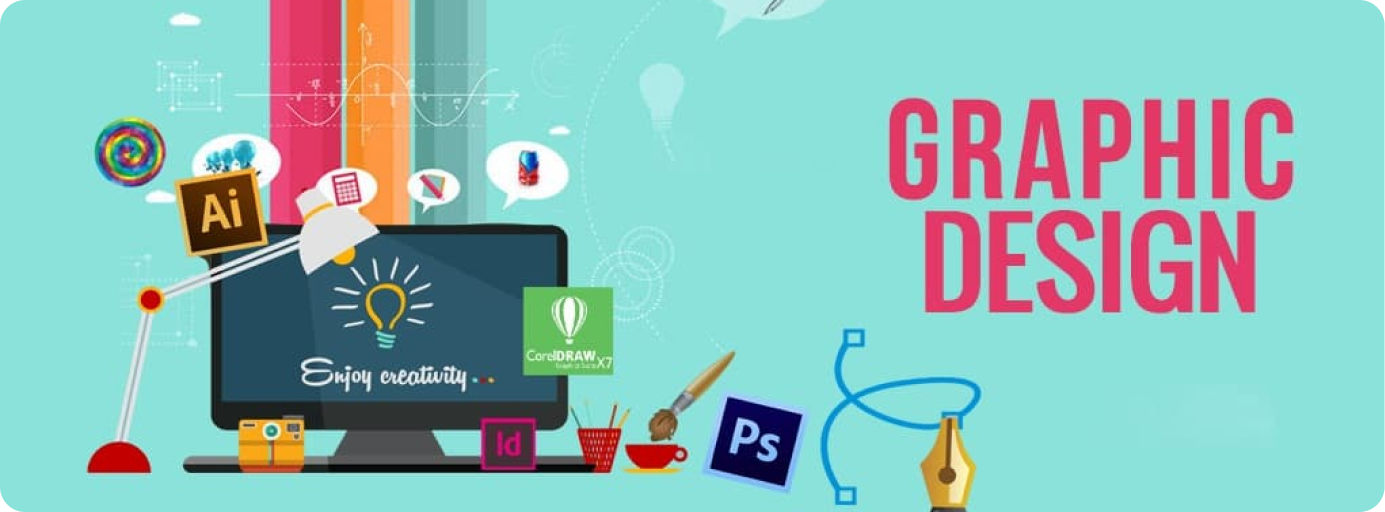 GRAPHIC
DESIGN
Ai
Enjoy creativity...
CorelDRAW
X7
Id
Ps